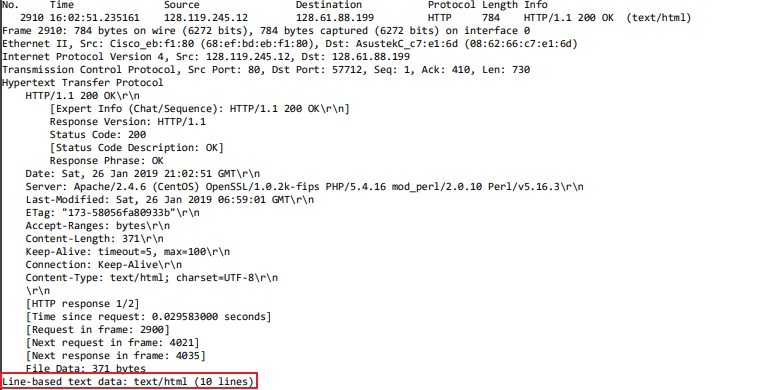 No. Time Source Destination Protocol Length Info
2910 16:02:51.235161 128.119.245.12 128.61.88.199 HTTP 784 HTTP/1.1 200 OK (text/html)
Frame 2910: 784 bytes on wire (6272 bits), 784 bytes captured (6272 bits) on interface 0
Ethernet II, Src: Cisco_eb:f1:80 (68:ef:bd:eb:f1:80), Dst: AsustekC_c7:e1:6d (08:62:66:c7:e1:6d)
Internet Protocol Version 4, Src: 128.119.245.12, Dst: 128.61.88.199
Transmission Control Protocol, Src Port: 80, Dst Port: 57712, Seq: 1, Ack: 410, Len: 730
Hypertext Transfer Protocol
HTTP/1.1 200 OK\r\n
[Expert Info (Chat/Sequence): HTTP/1.1 200 OK\r\n]
Response Version: HTTP/1.1
Status Code: 200
[Status Code Description: OK]
Response Phrase: OK
Date: Sat, 26 Jan 2019 21:02:51 GMT\r\n
Server: Apache/2.4.6 (CentOS) OpenSSL/1.0.2k-fips PHP/5.4.16 mod_perl/2.0.10 Perl/v5.16.3\r\n
Last-Modified: Sat, 26 Jan 2019 06:59:01 GMT\r\n
ETag: "173-58056fa80933b"\r\n
Accept-Ranges: bytes\r\n
Content-Length: 371\r\n
Keep-Alive: timeout=5, max=100\r\n
Connection: Keep-Alive\r\n
Content-Type: text/html; charset=UTF-8\r\n
\r\n
[HTTP response 1/2]
[Time since request: 0.029583000 seconds]
[Request in frame: 2900]
[Next request in frame: 4021]
[Next response in frame: 4035]
File Data: 371 bytes
Line-based text data: text/html (10 lines)